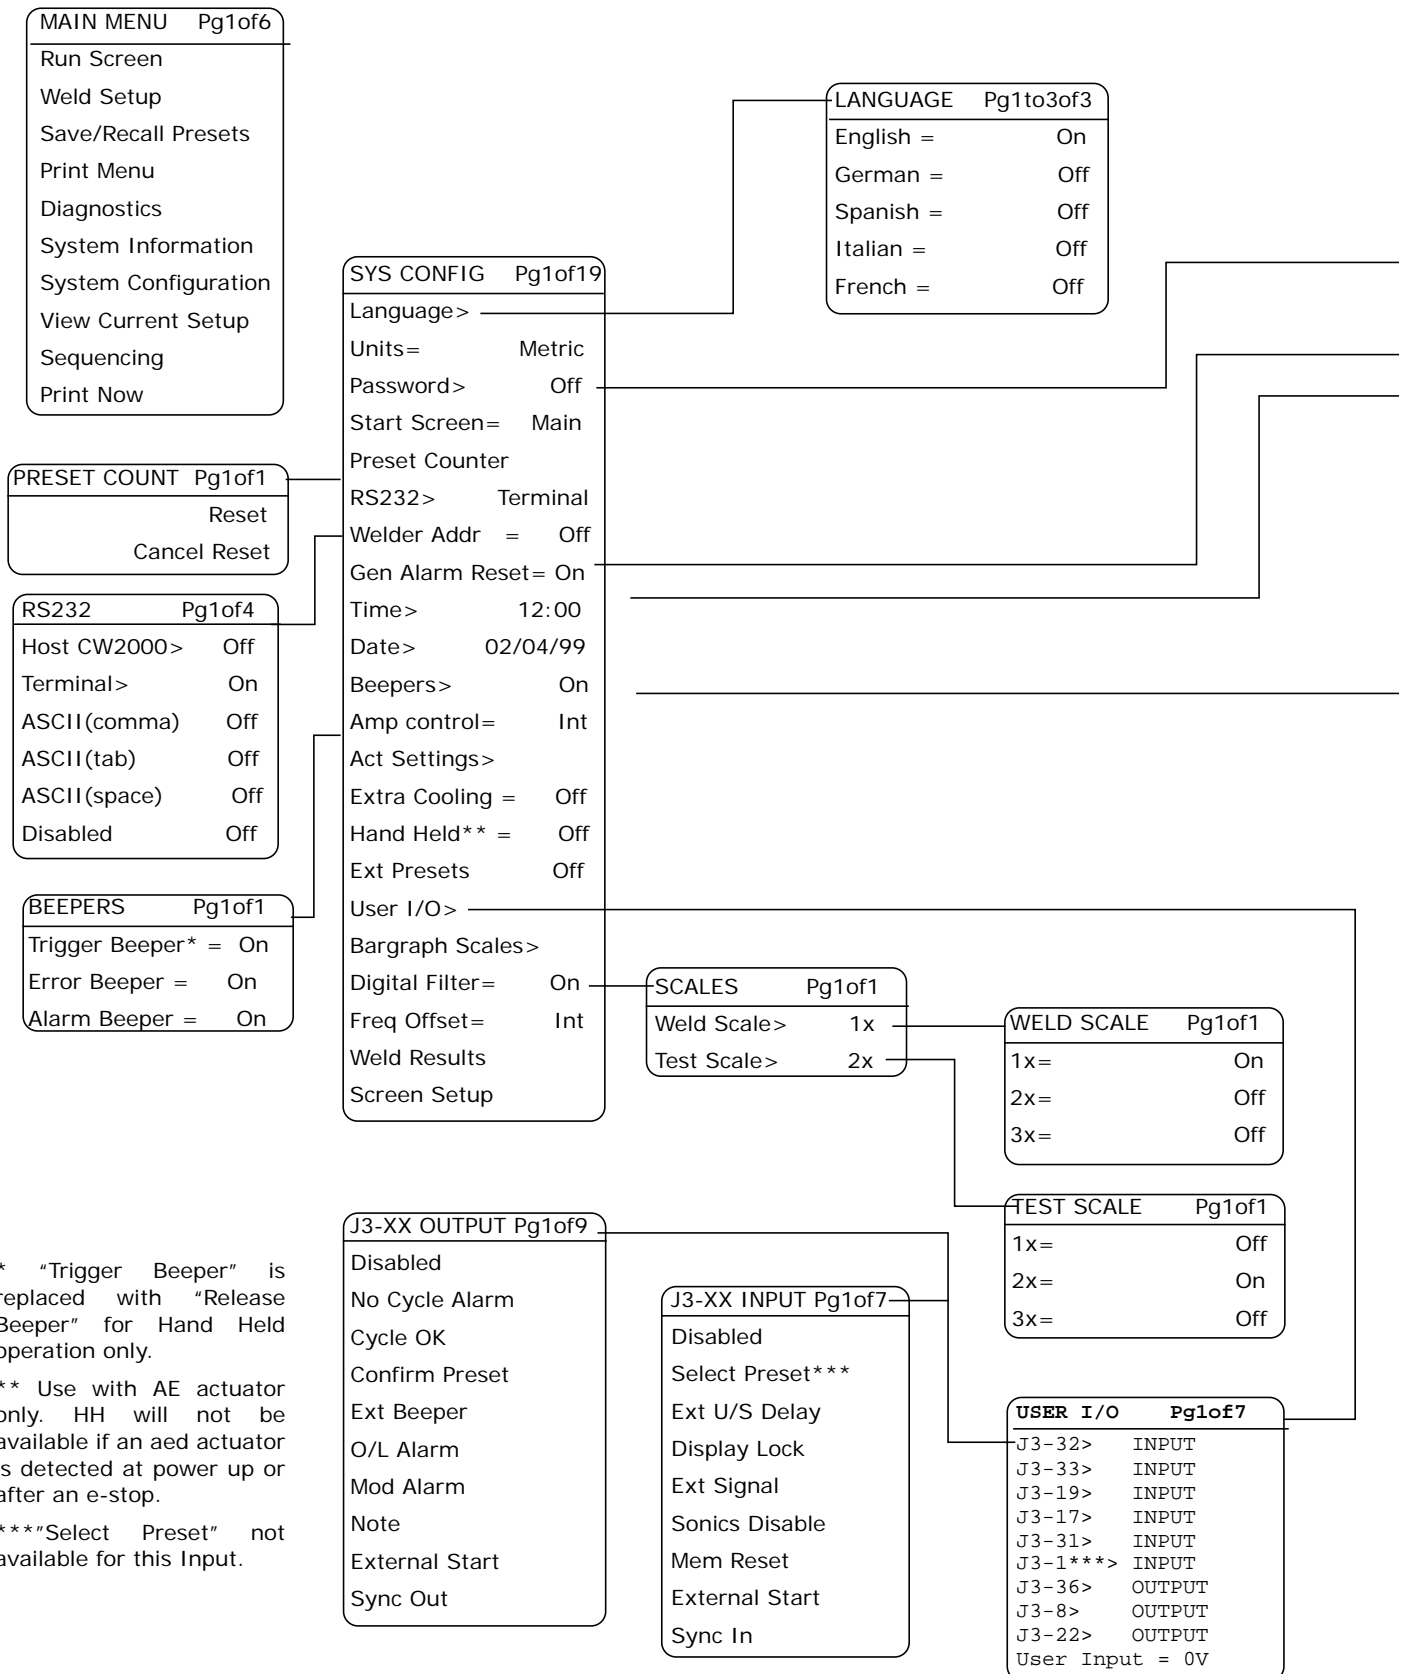 MAIN MENU Pg1of6
Run Screen
Weld Setup
Save/Recall Presets
Print Menu
Diagnostics
System Information
System Configuration
View Current Setup
Sequencing
Print Now
PRESET COUNT Pg1of1
Reset
Cancel Reset
RS232 Pg1of4
Host CW2000> Off
Terminal> On
ASCII(comma) Off
ASCII(tab) Off
ASCII(space) Off
Disabled Off
BEEPERS Pg1of1
Trigger Beeper* = On
Error Beeper = On
Alarm Beeper = On
SYS CONFIG Pg1of19
Language>
Units= Metric
Password> Off
Start Screen= Main
Preset Counter
RS232> Terminal
Welder Addr = Off
Gen Alarm Reset= On
Time> 12:00
Date> 02/04/99
Beepers> On
Amp control= Int
Act Settings>
Extra Cooling = Off
Hand Held** = Off
Ext Presets Off
User I/O>
Bargraph Scales>
Digital Filter= On
Freq Offset= Int
Weld Results
Screen Setup
LANGUAGE Pg1to3of3
English = On
German = Off
Spanish = Off
Italian = Off
French = Off
SCALES Pg1of1
Weld Scale> 1x
Test Scale> 2x
WELD SCALE Pg1of1
1x= On
2x= Off
3x= Off
TEST SCALE Pg1of1
1x= Off
2x= On
3x= Off
* "Trigger Beeper" is
replaced with "Release
Beeper" for Hand Held
operation only.
** Use with AE actuator
only. HH will not be
available if an aed actuator
is detected at power up or
after an e-stop.
***"Select Preset" not
available for this Input.
J3-XX OUTPUT Pg1of9
Disabled
No Cycle Alarm
Cycle OK
Confirm Preset
Ext Beeper
O/L Alarm
Mod Alarm
Note
External Start
Sync Out
J3-XX INPUT Pg1of7
Disabled
Select Preset***
Ext U/S Delay
Display Lock
Ext Signal
Sonics Disable
Mem Reset
External Start
Sync In
USER I/O Pg1of7
J3-32> INPUT
J3-33> INPUT
J3-19> INPUT
J3-17> INPUT
J3-31> INPUT
J3-1***> INPUT
J3-36> OUTPUT
J3-8> OUTPUT
J3-22> OUTPUT
User Input = 0V